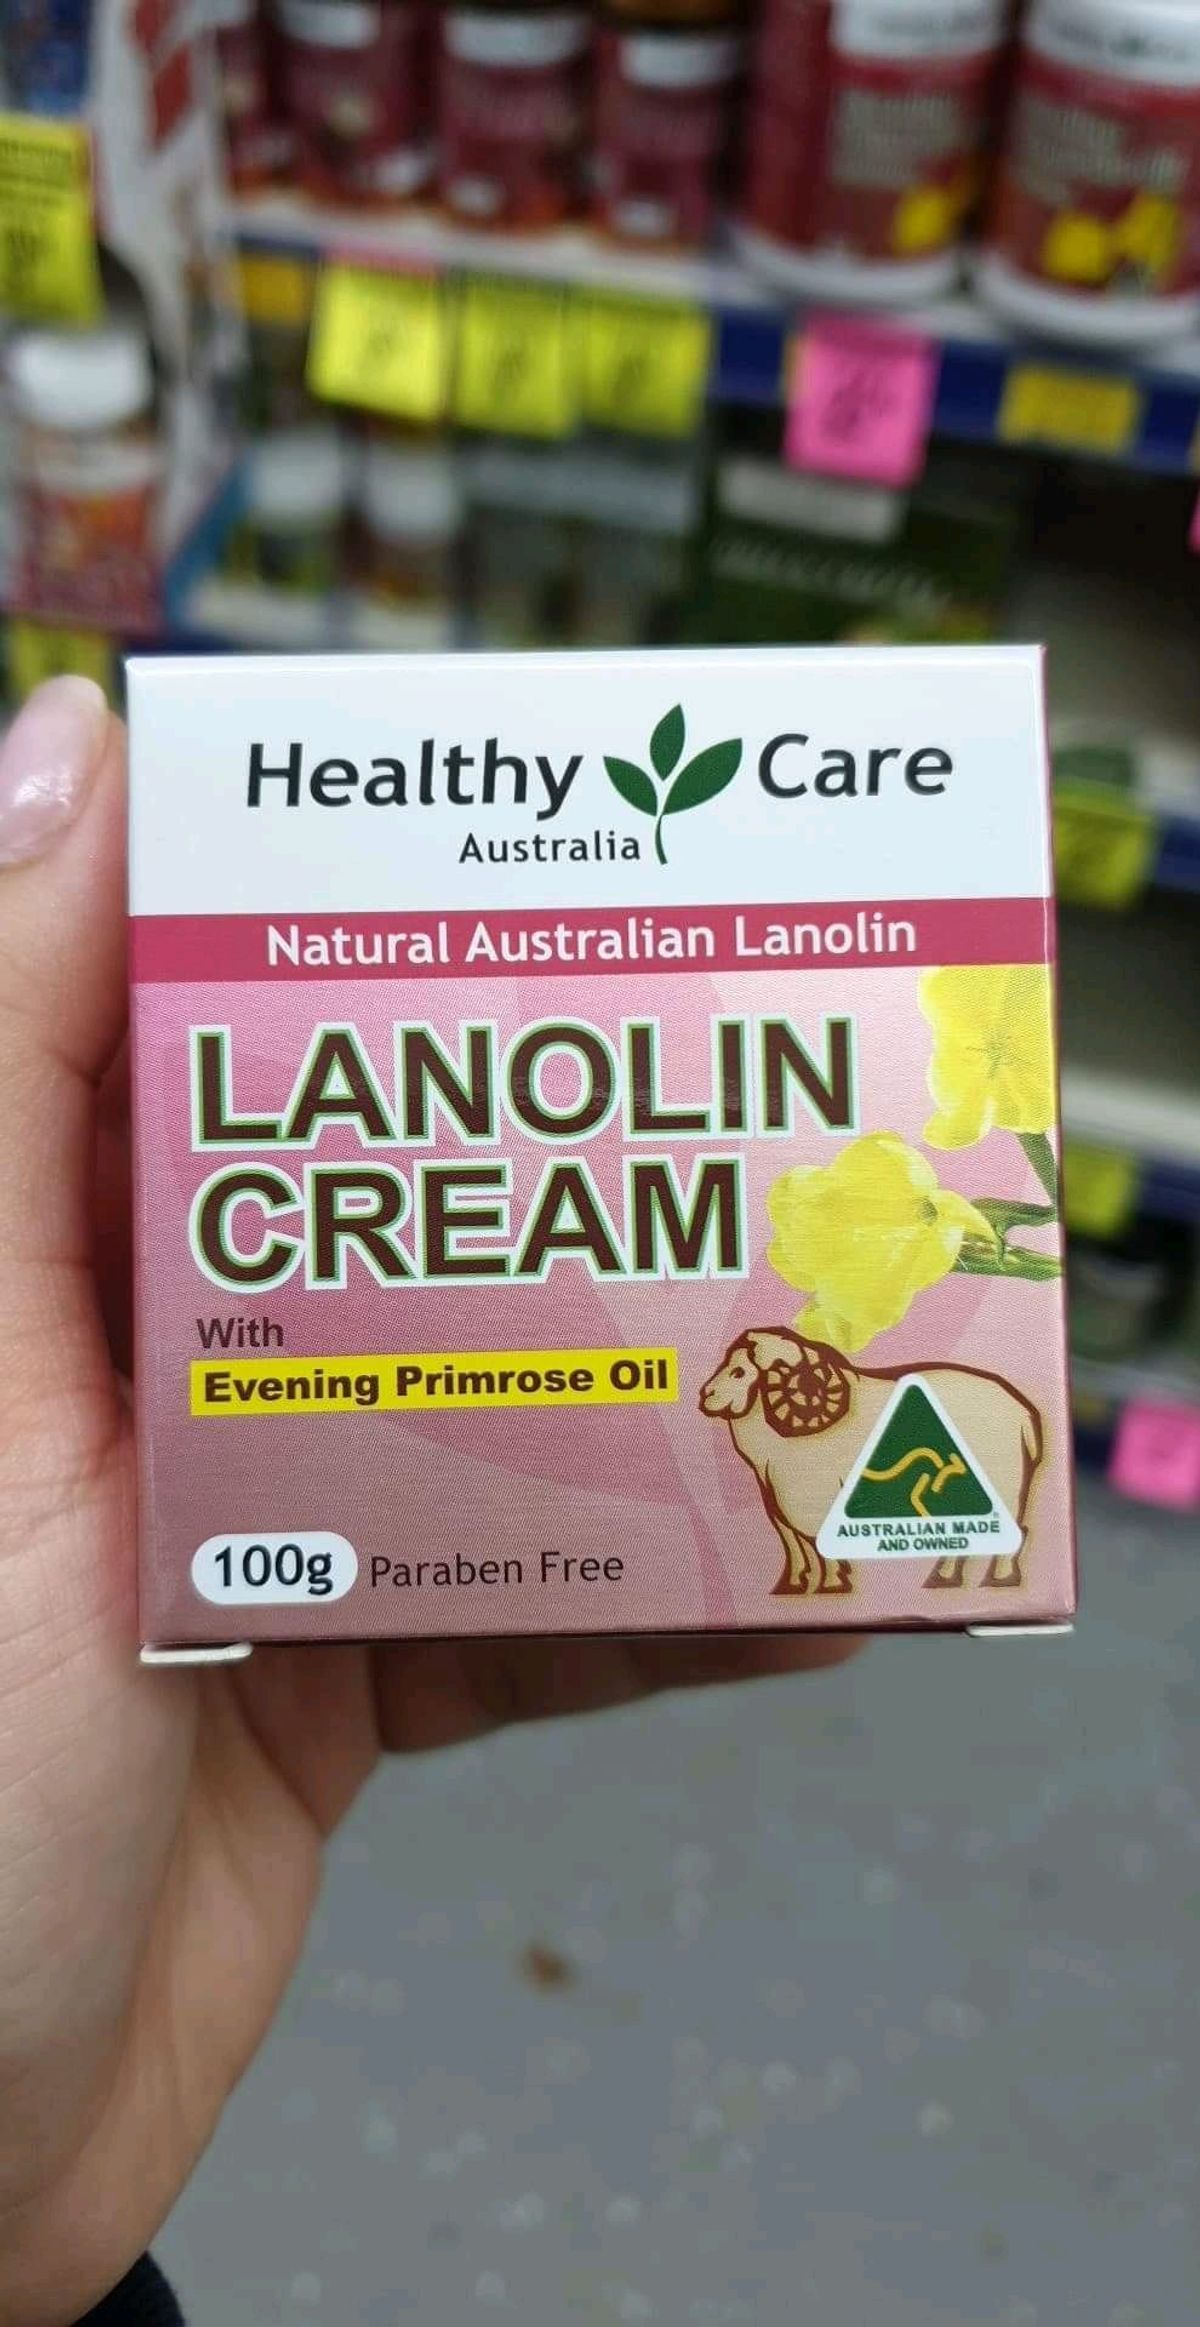 Healthy Care
Australia
Natural Australian Lanolin
LANOLIN
CREAM
With
Evening Primrose Oil
100g Paraben Free
AUSTRALIAN MADE
AND OWNED